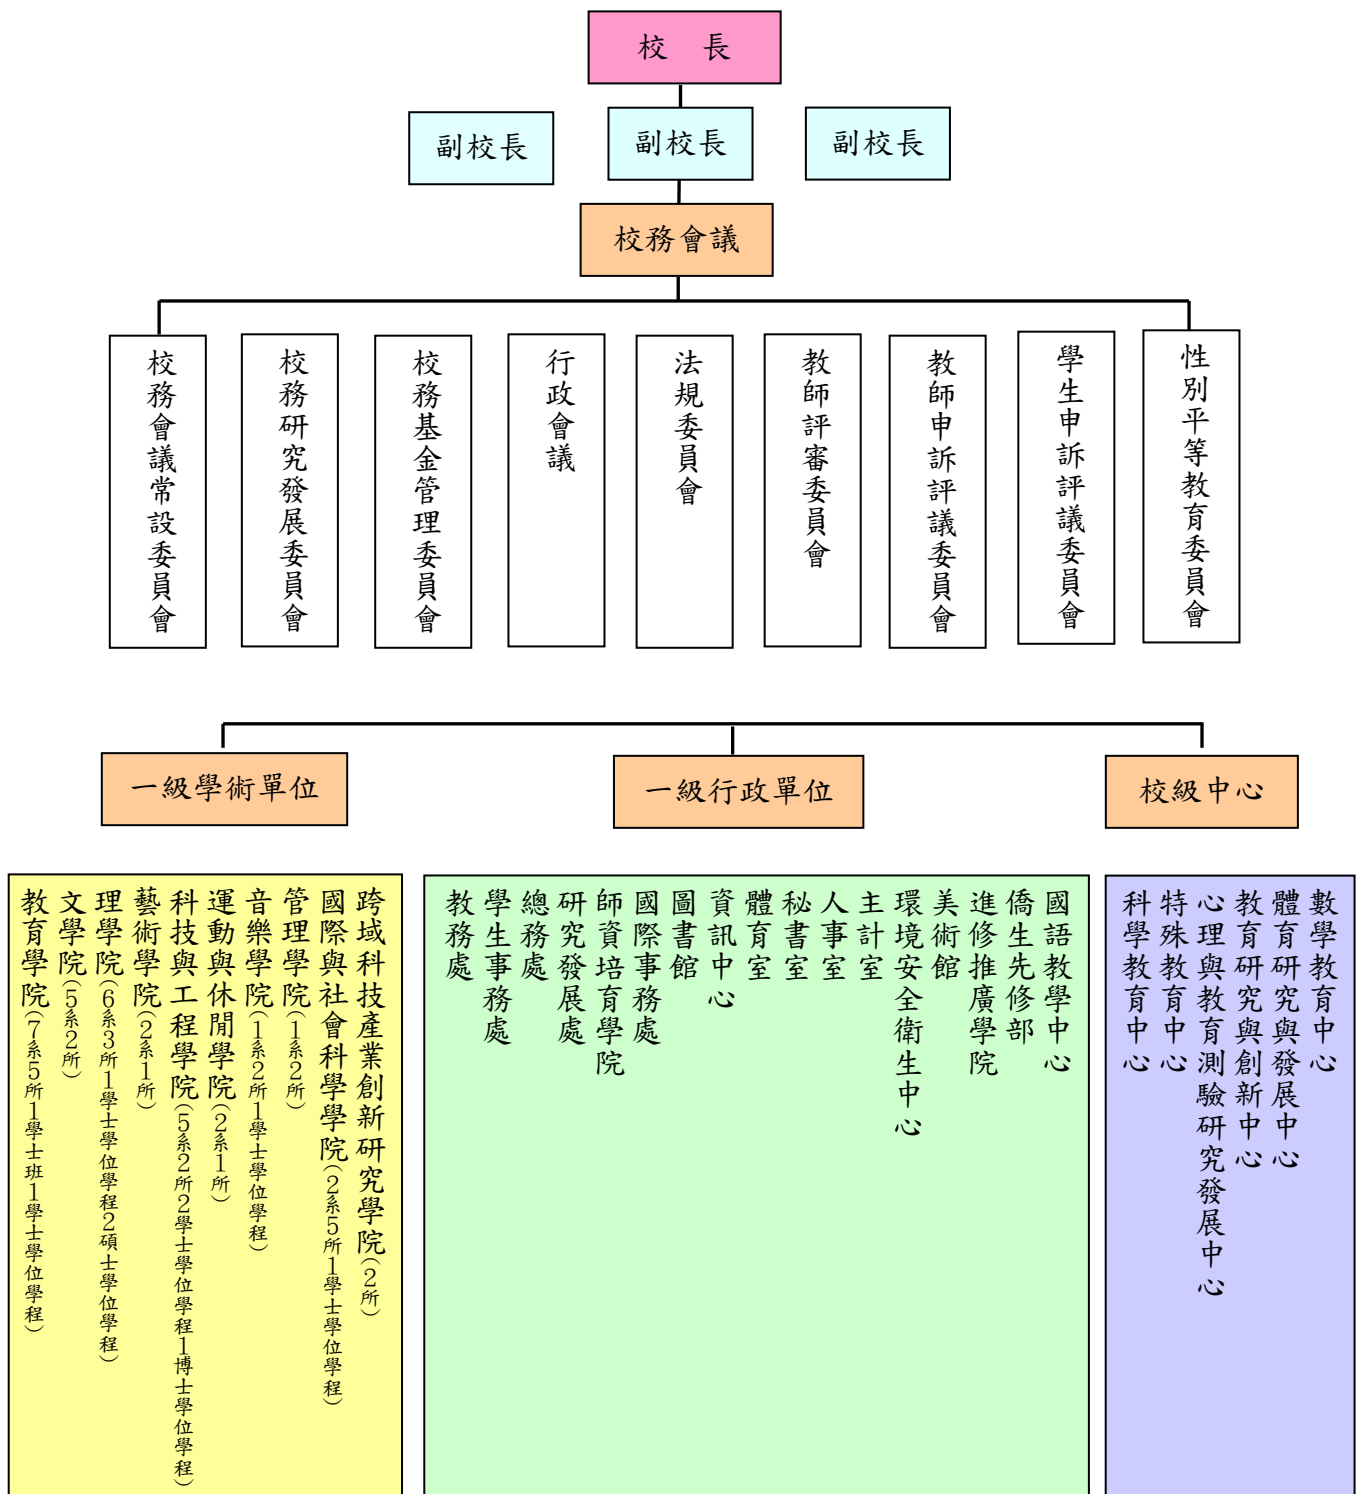 校 長
副校長
副校長
副校長
校務會議
校務會議常設委員會
校務研究發展委員會
校務基金管理委員會
行政會議
法規委員會
教師評審委員會
教師申訴評議委員會
學生申訴評議委員會
性別平等教育委員會
一級學術單位
一級行政單位
校級中心
教育學院(7系5所1學士班1學士學位學程)
文學院(5系2所)
理學院(6系3所1學士學位學程2碩士學位學程)
藝術學院(2系1所)
科技與工程學院(5系2所2學士學位學程1博士學位學程)
運動與休閒學院(2系1所)
音樂學院(1系2所1學士學位學程)
管理學院(1系2所)
國際與社會科學學院(2系5所1學士學位學程)
跨域科技產業創新研究學院(2所)
教務處
學生事務處
總務處
研究發展處
師資培育學院
國際事務處
圖書館
資訊中心
體育室
秘書室
人事室
主計室
環境安全衛生中心
美術館
進修推廣學院
僑生先修部
國語教學中心
科學教育中心
特殊教育中心
心理與教育測驗研究發展中心
教育研究與創新中心
體育研究與發展中心
數學教育中心